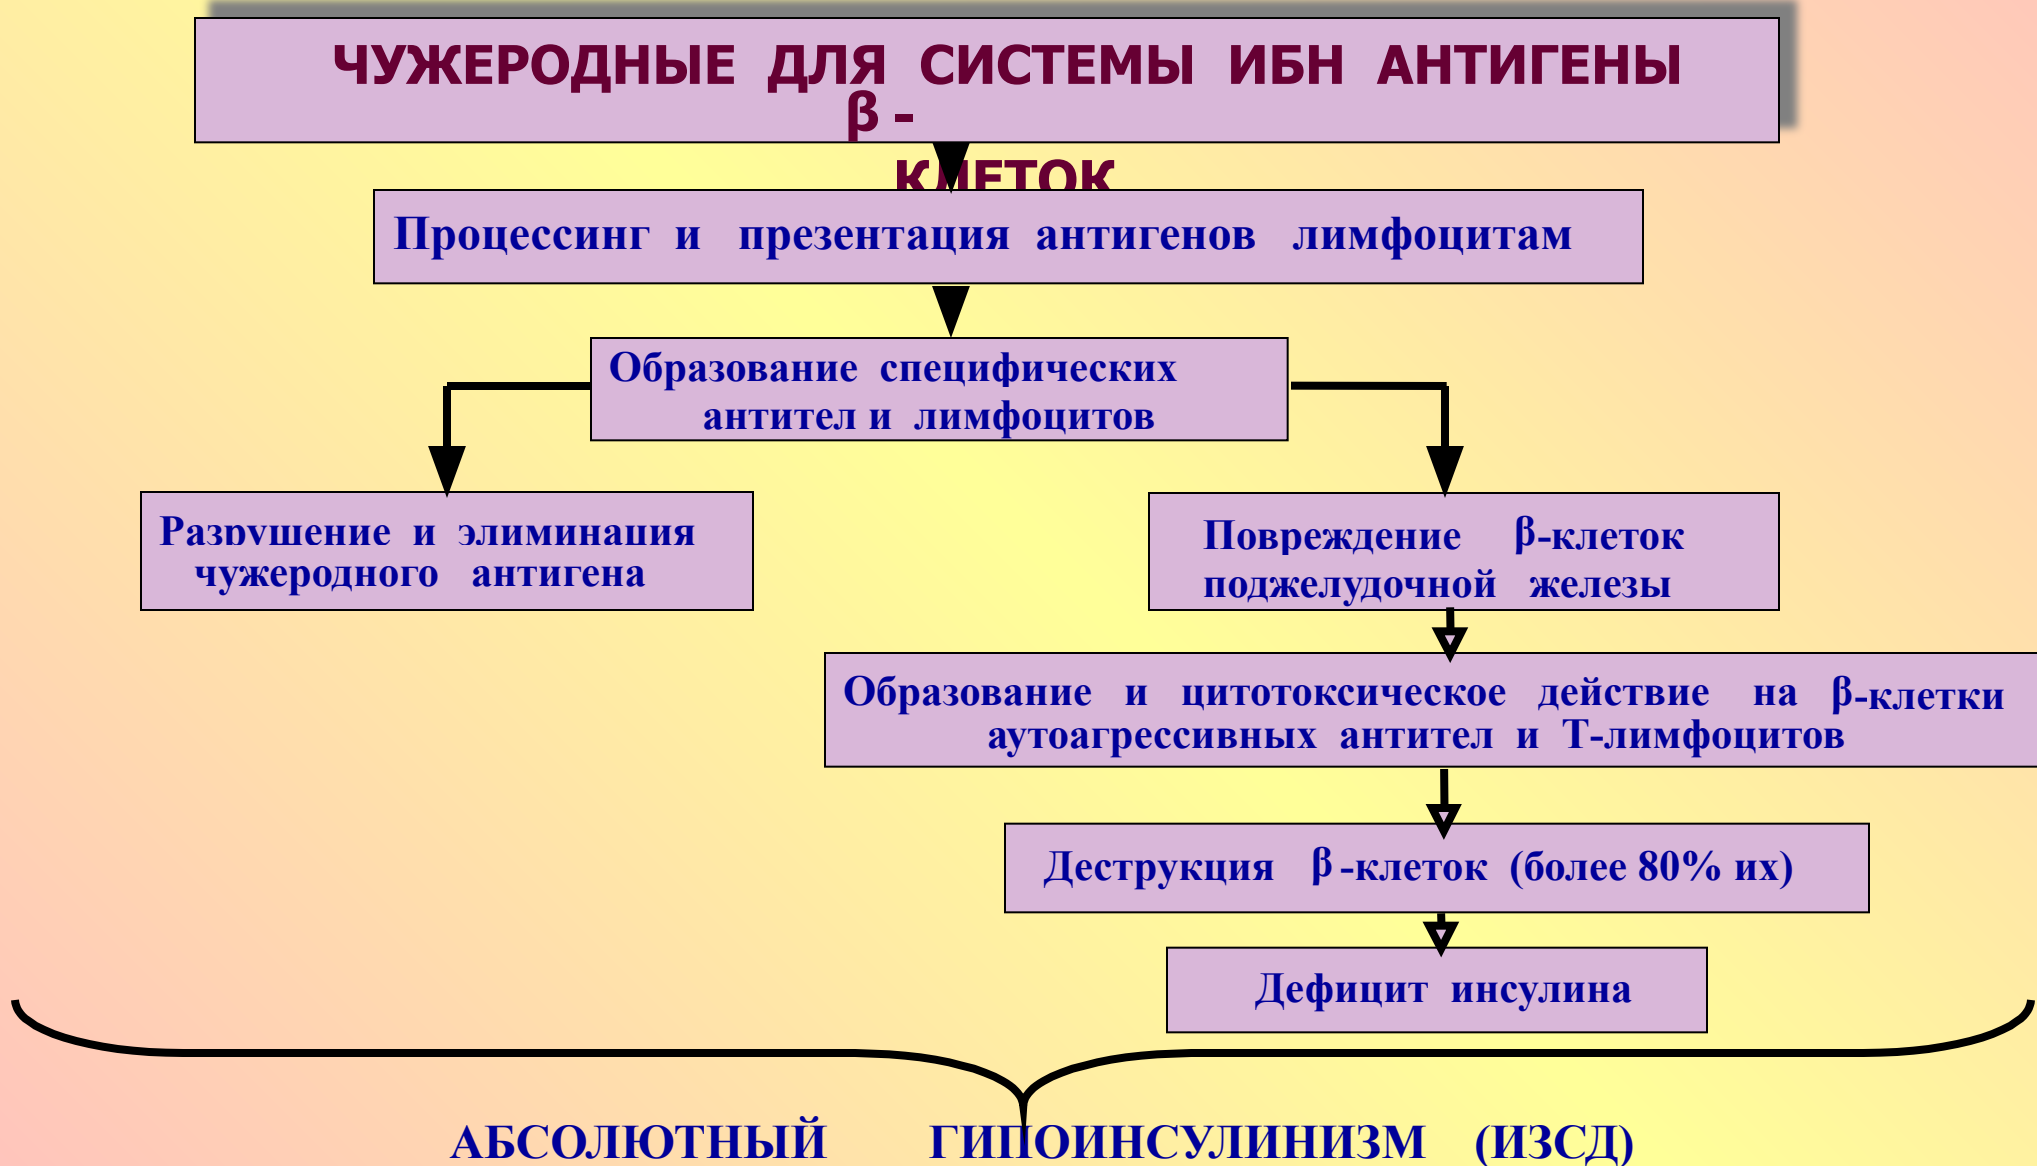 ЧУЖЕРОДНЫЕ ДЛЯ СИСТЕМЫ ИБН АНТИГЕНЫ
β -
КЛЕТОК
Процессинг и презентация антигенов лимфоцитам
Образование специфических
антител и лимфоцитов
Разрушение и элиминация
чужеродного антигена
Повреждение β-клеток
поджелудочной железы
Образование и цитотоксическое действие на β-клетки
аутоагрессивных антител и Т-лимфоцитов
Деструкция β -клеток (более 80% их)
Дефицит инсулина
АБСОЛЮТНЫЙ ГИПОИНСУЛИНИЗМ (ИЗСД)